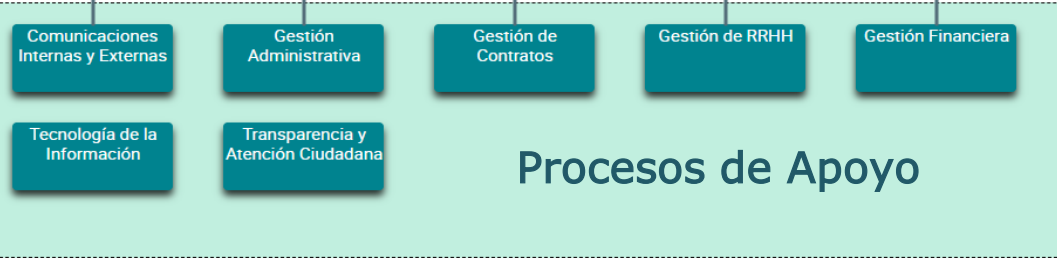 Comunicaciones
Internas y Externas
Gestión
Administrativa
Gestión de
Contratos
Gestión de RRHH
Gestión Financiera
Tecnología de la
Información
Transparencia y
Atención Ciudadana
Procesos de Apoyo